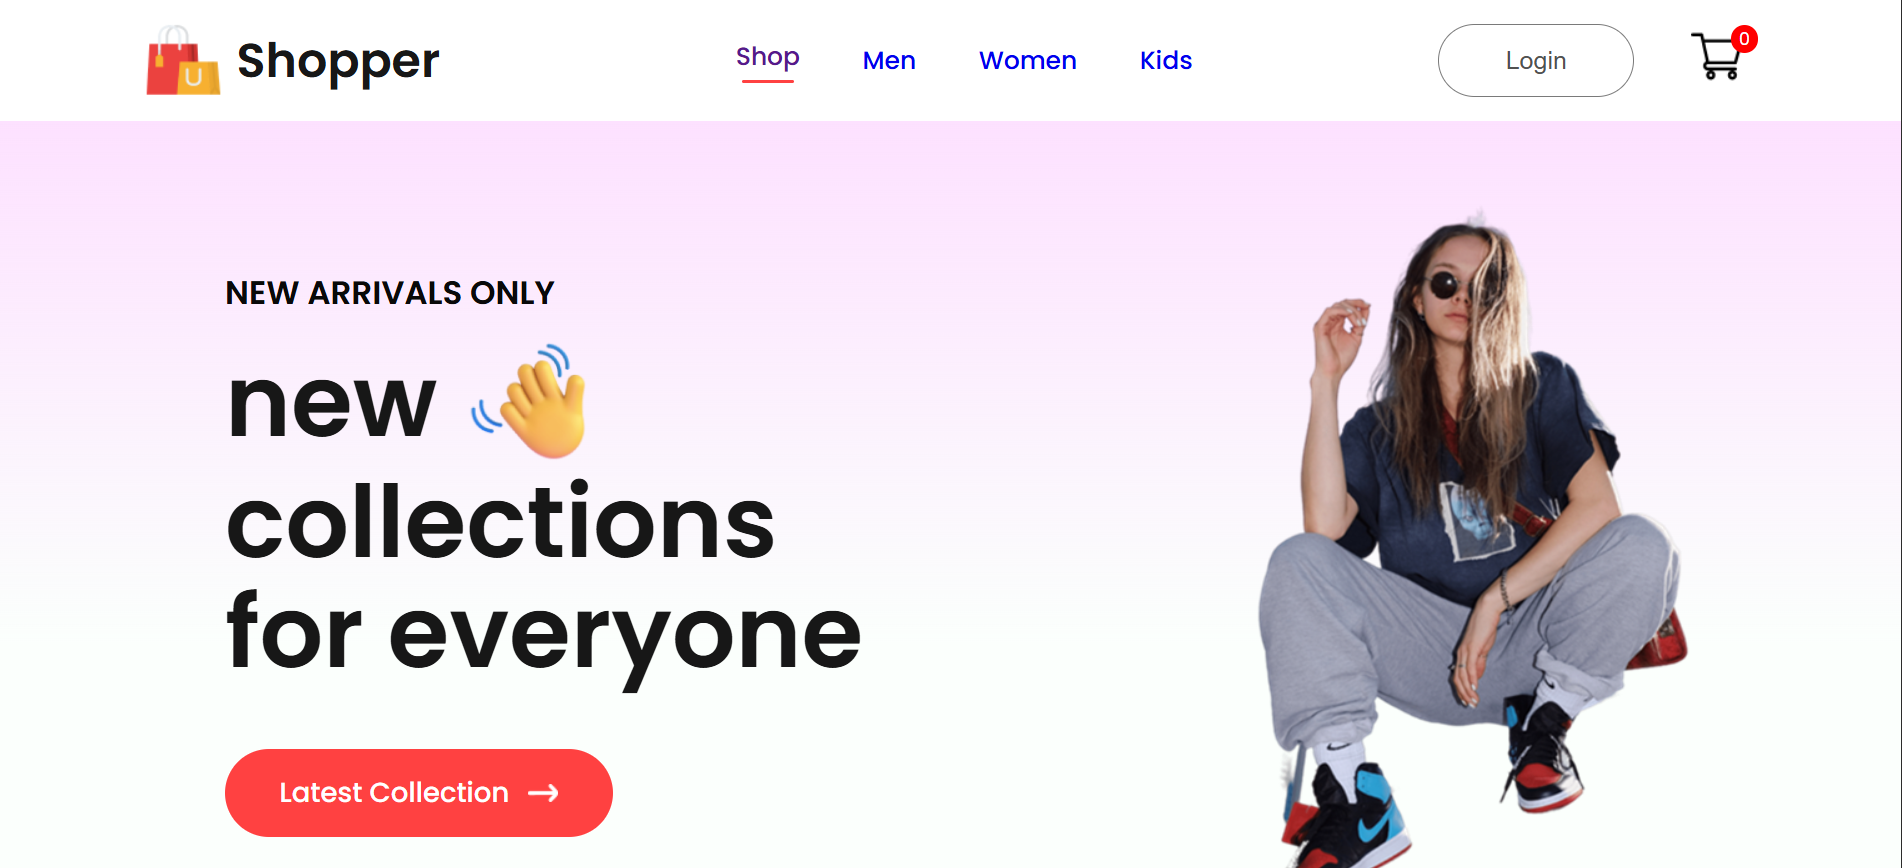 Shopper
Shop Men Women Kids
Login
0
NEW ARRIVALS ONLY
new
collections
for everyone
Latest Collection